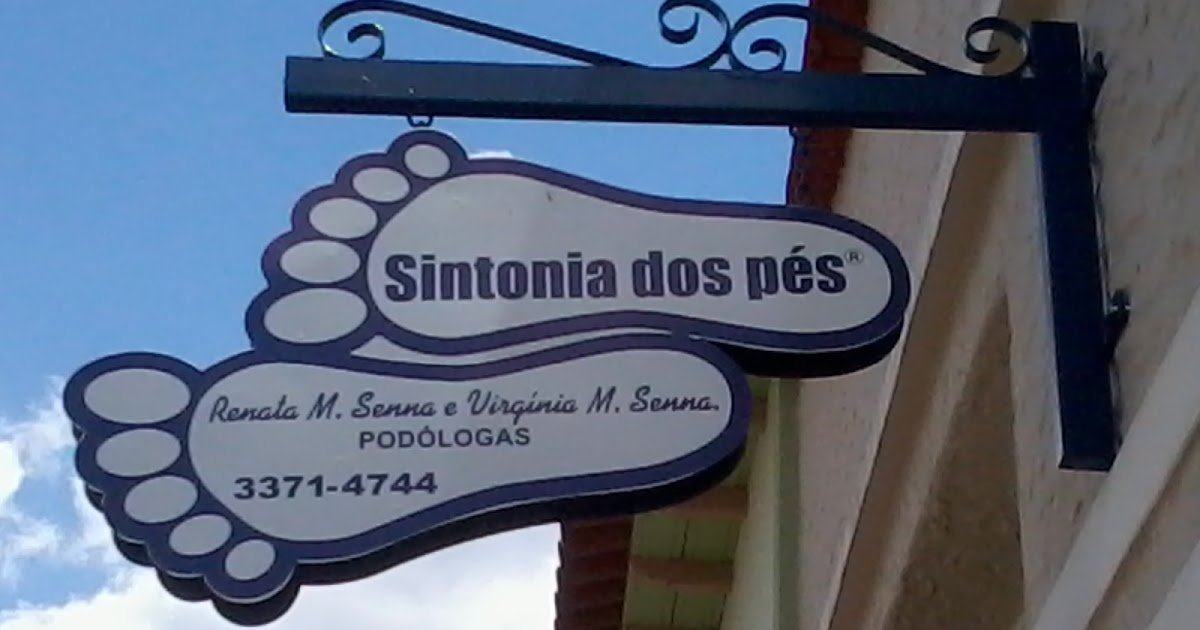 Sintonia dos pés®
Renata M. Senna e Virgínia M. Senna.
PODÓLOGAS
3371-4744